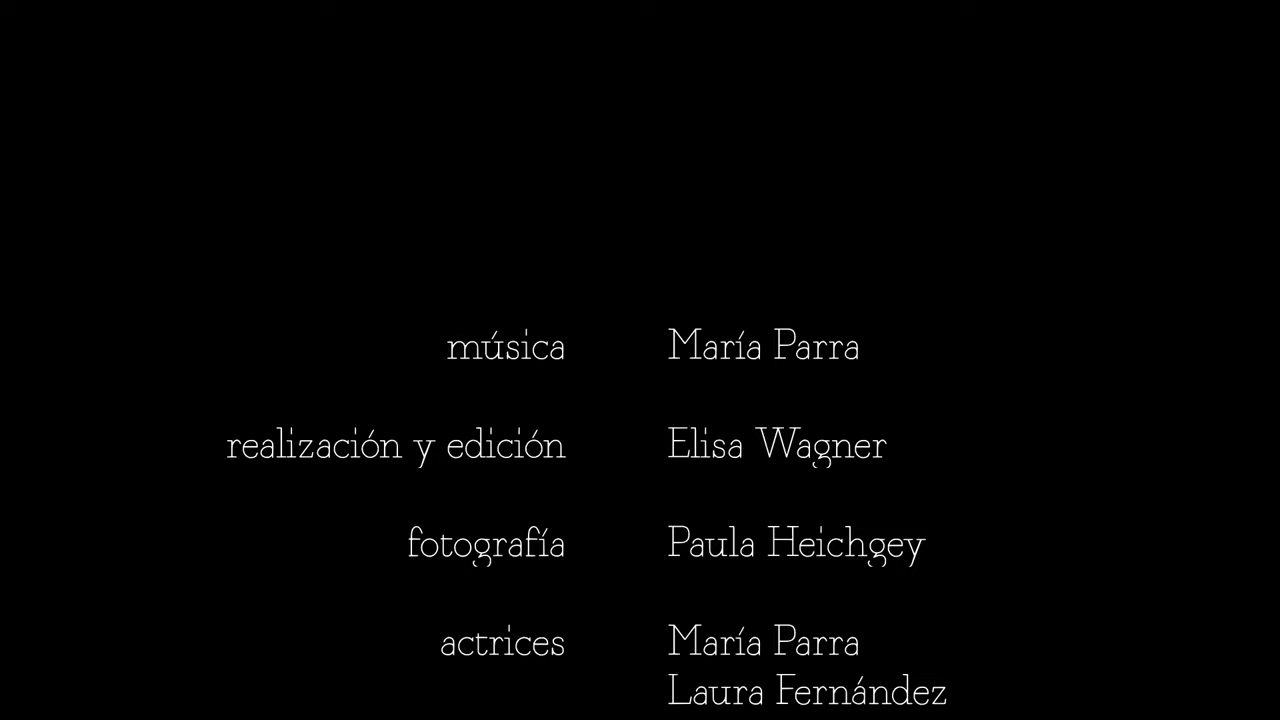 música María Parra
realización y edición Elisa Wagner
fotografía Paula Heichgey
actrices María Parra
Laura Fernández